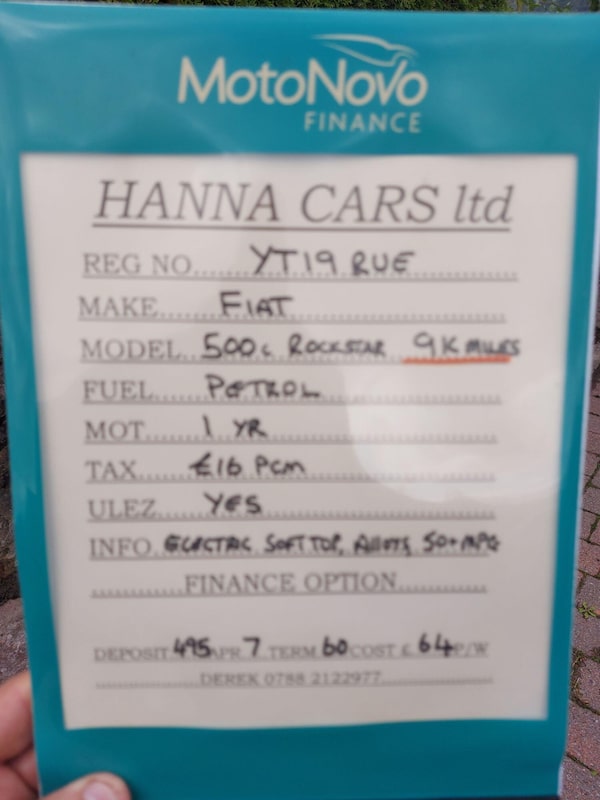 MotoNovo
FINANCE
HANNA CARS ltd
REG NO......YT19 RUE..........
MAKE.......FIAT......................
MODEL..500c ROCKSTAR 9K MILES
FUEL......PETROL...................
MOT......1 YR........................
TAX.....£16 PCM.....................
ULEZ.....YES.........................
INFO ELECTRIC SOFT TOP, ALLOYS, 50+MPG
............FINANCE OPTION...............
DEPOSIT 495 APR 7 TERM 60 COST £ 64 P/W
..............DEREK 0788 2122977...............